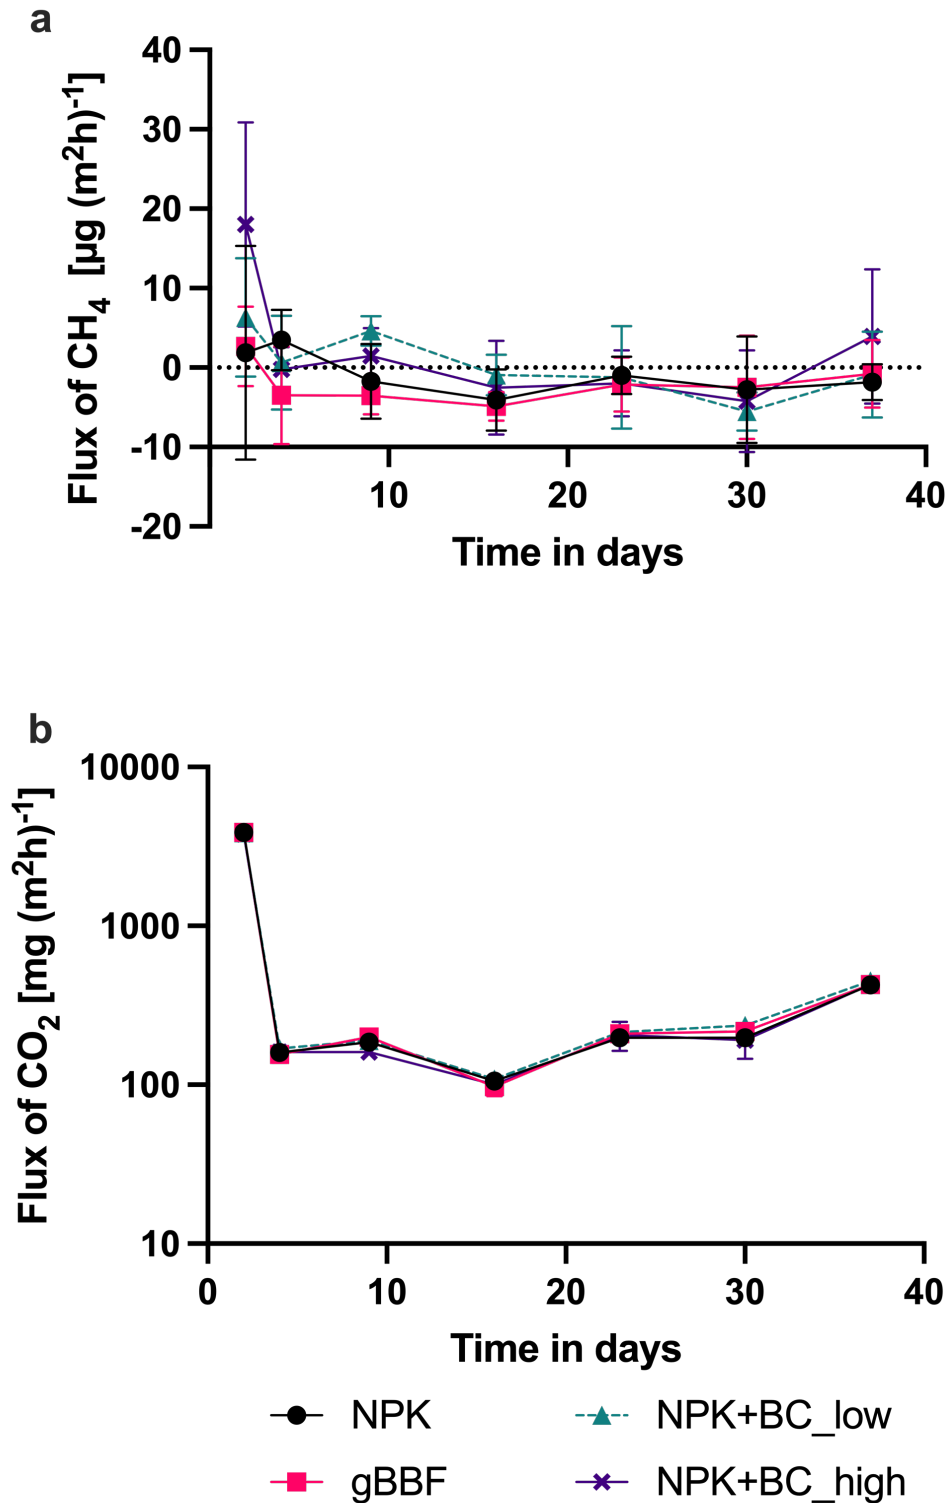 a
40
30
20
10
0
-10
-20
Flux of CH4 [µg (m²h)⁻¹]
10 20 30 40
Time in days
b
10000
1000
100
10
Flux of CO2 [mg (m²h)⁻¹]
0 10 20 30 40
Time in days
NPK NPK+BC_low
gBBF NPK+BC_high